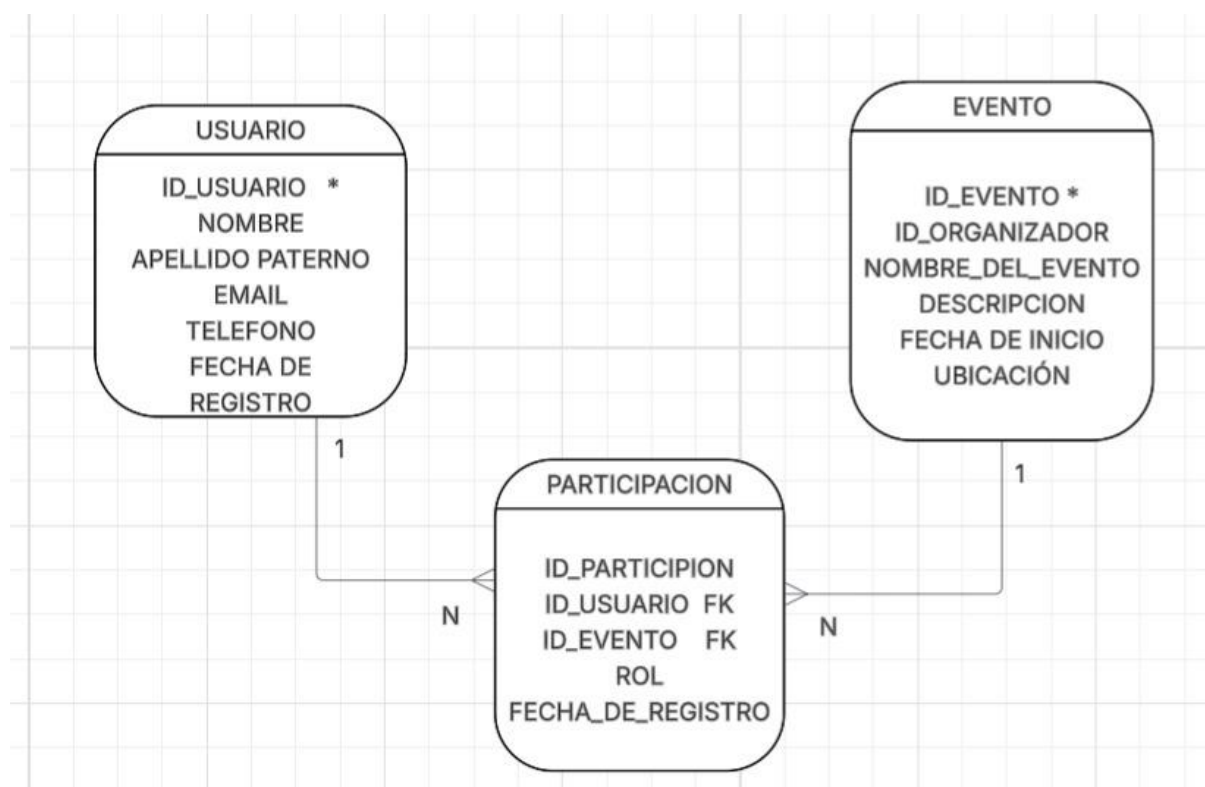 USUARIO
ID_USUARIO *
NOMBRE
APELLIDO PATERNO
EMAIL
TELEFONO
FECHA DE
REGISTRO
1
N
EVENTO
ID_EVENTO *
ID_ORGANIZADOR
NOMBRE_DEL_EVENTO
DESCRIPCION
FECHA DE INICIO
UBICACIÓN
1
N
PARTICIPACION
ID_PARTICIPION
ID_USUARIO FK
ID_EVENTO FK
ROL
FECHA_DE_REGISTRO